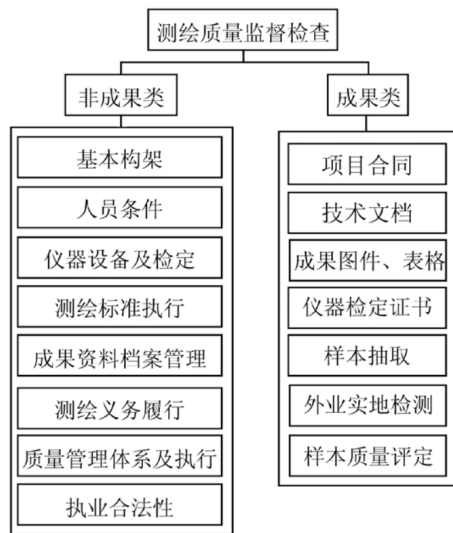 测绘质量监督检查
非成果类
成果类
基本构架
人员条件
仪器设备及检定
测绘标准执行
成果资料档案管理
测绘义务履行
质量管理体系及执行
执业合法性
项目合同
技术文档
成果图件、表格
仪器检定证书
样本抽取
外业实地检测
样本质量评定